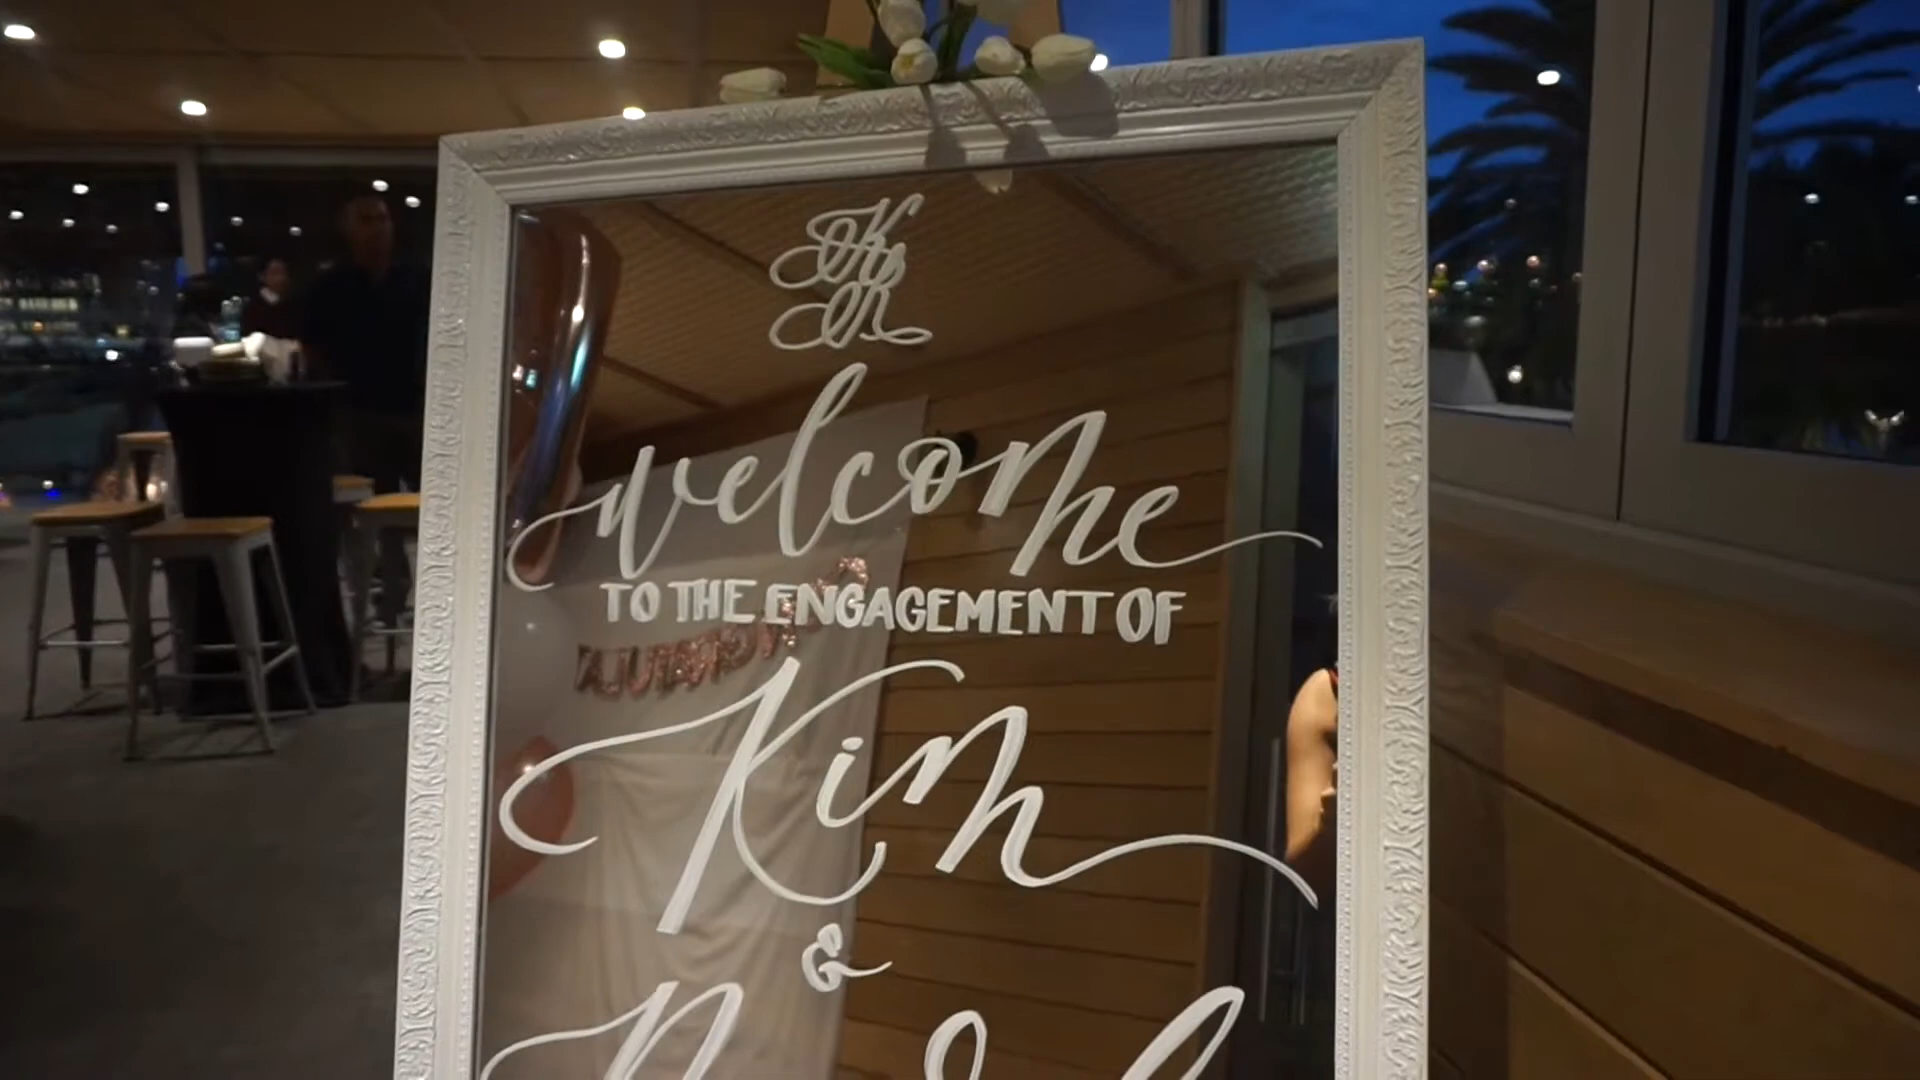 welcome
TO THE ENGAGEMENT OF
Kim
&